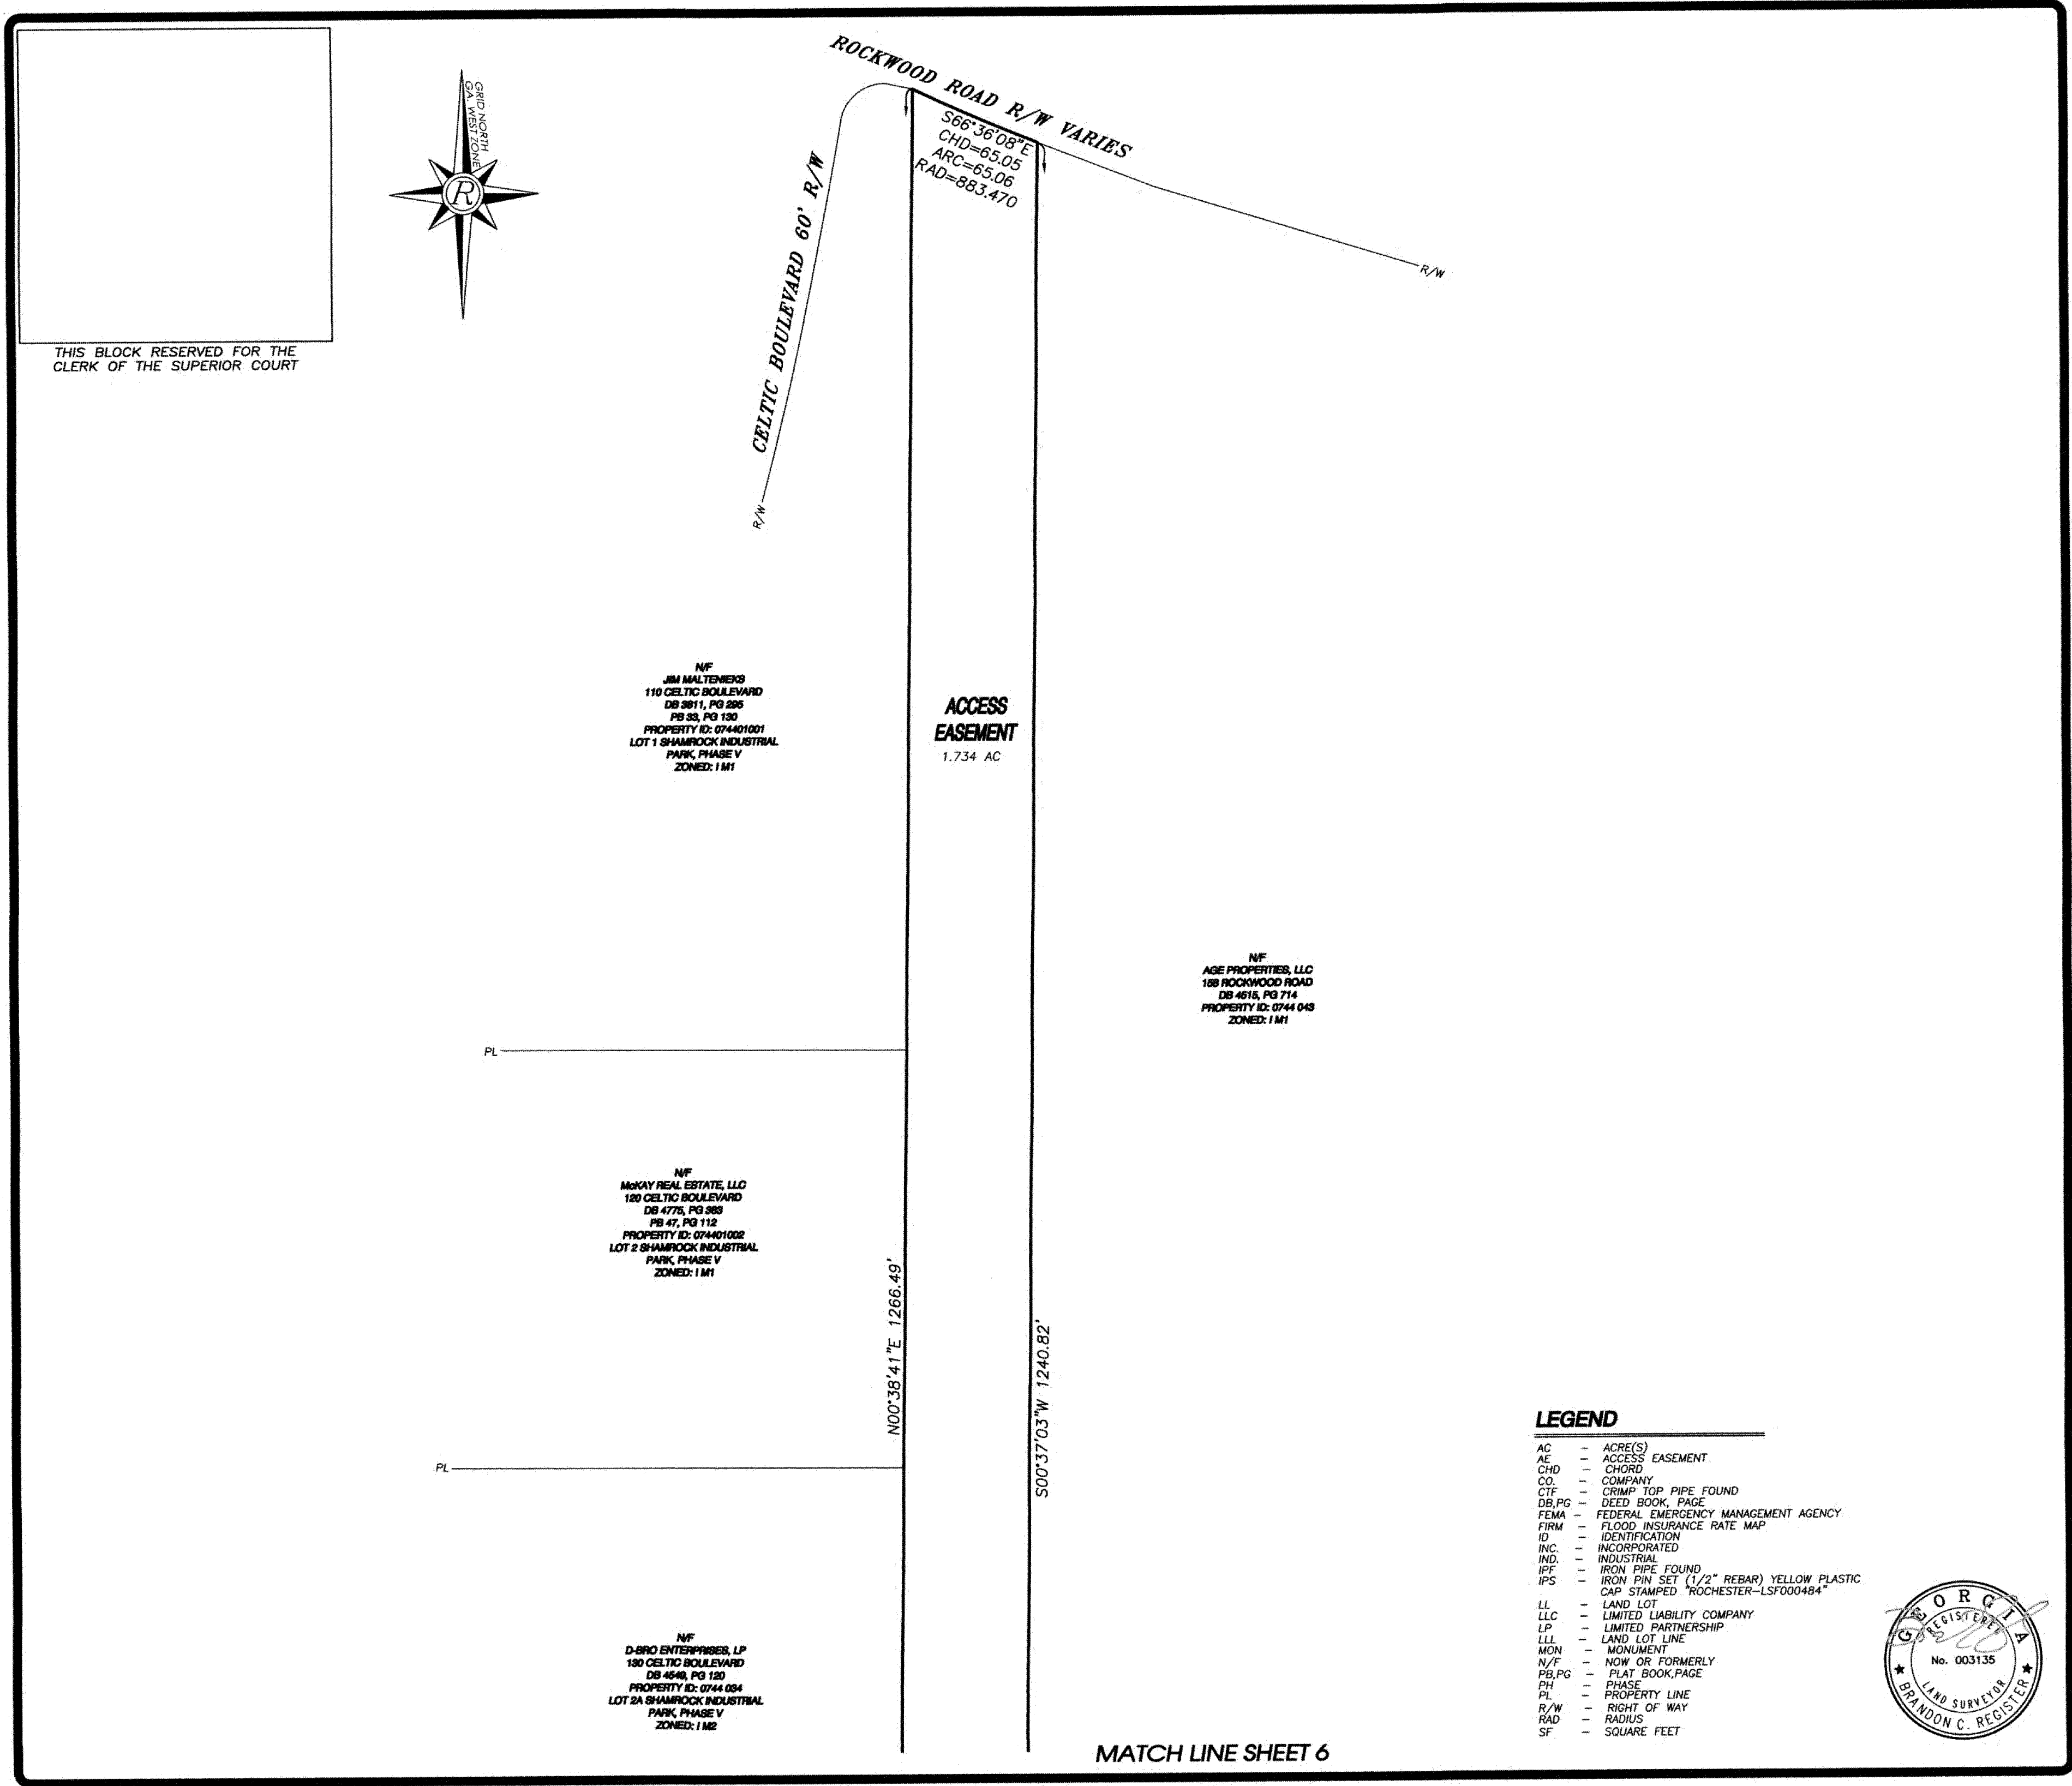 THIS BLOCK RESERVED FOR THE
CLERK OF THE SUPERIOR COURT
GRID NORTH
GA. WEST ZONE
R
ROCKWOOD ROAD R/W VARIES
S66°36'08"E
CHD=65.05
ARC=65.06
RAD=883.470
R/W
CELTIC BOULEVARD 60' R/W
R/W
N/F
JIM MALTENIEKS
110 CELTIC BOULEVARD
DB 3611, PG 295
PB 33, PG 130
PROPERTY ID: 074401001
LOT 1 SHAMROCK INDUSTRIAL
PARK, PHASE V
ZONED: I M1
ACCESS
EASEMENT
1.734 AC
N/F
AGE PROPERTIES, LLC
158 ROCKWOOD ROAD
DB 4615, PG 714
PROPERTY ID: 0744 043
ZONED: I M1
PL
N/F
McKAY REAL ESTATE, LLC
120 CELTIC BOULEVARD
DB 4775, PG 383
PB 47, PG 112
PROPERTY ID: 074401002
LOT 2 SHAMROCK INDUSTRIAL
PARK, PHASE V
ZONED: I M1
N00°38'41"E 1266.49'
S00°37'03"W 1240.82'
PL
N/F
D-BRO ENTERPRISES, LP
130 CELTIC BOULEVARD
DB 4549, PG 120
PROPERTY ID: 0744 034
LOT 2A SHAMROCK INDUSTRIAL
PARK, PHASE V
ZONED: I M2
MATCH LINE SHEET 6
LEGEND
AC - ACRE(S)
AE - ACCESS EASEMENT
CHD - CHORD
CO. - COMPANY
CTF - CRIMP TOP PIPE FOUND
DB,PG - DEED BOOK, PAGE
FEMA - FEDERAL EMERGENCY MANAGEMENT AGENCY
FIRM - FLOOD INSURANCE RATE MAP
ID - IDENTIFICATION
INC. - INCORPORATED
IND. - INDUSTRIAL
IPF - IRON PIPE FOUND
IPS - IRON PIN SET (1/2" REBAR) YELLOW PLASTIC
CAP STAMPED "ROCHESTER-LSF000484"
LL - LAND LOT
LLC - LIMITED LIABILITY COMPANY
LP - LIMITED PARTNERSHIP
LLL - LAND LOT LINE
MON - MONUMENT
N/F - NOW OR FORMERLY
PB,PG - PLAT BOOK,PAGE
PH - PHASE
PL - PROPERTY LINE
R/W - RIGHT OF WAY
RAD - RADIUS
SF - SQUARE FEET
GEORGIA
REGISTERED
No. 003135
LAND SURVEYOR
BRANDON C. REGISTER